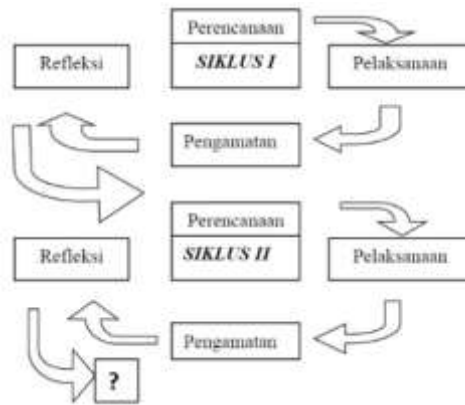 Perencanaan
Refleksi
SIKLUS I
Pelaksanaan
Pengamatan
Perencanaan
Refleksi
SIKLUS II
Pelaksanaan
Pengamatan
?